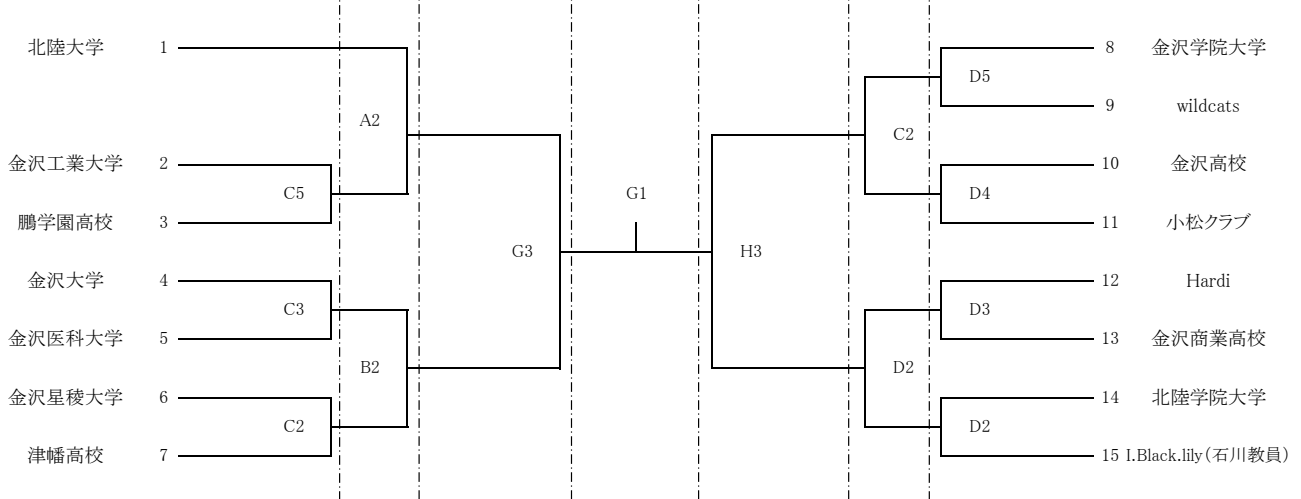 北陸大学 1
A2
金沢工業大学 2
C5
鵬学園高校 3
金沢大学 4
C3
金沢医科大学 5
B2
金沢星稜大学 6
C2
津幡高校 7
G3
G1
H3
8 金沢学院大学
D5
9 wildcats
C2
10 金沢高校
D4
11 小松クラブ
12 Hardi
D3
13 金沢商業高校
D2
14 北陸学院大学
D2
15 I.Black.lily(石川教員)